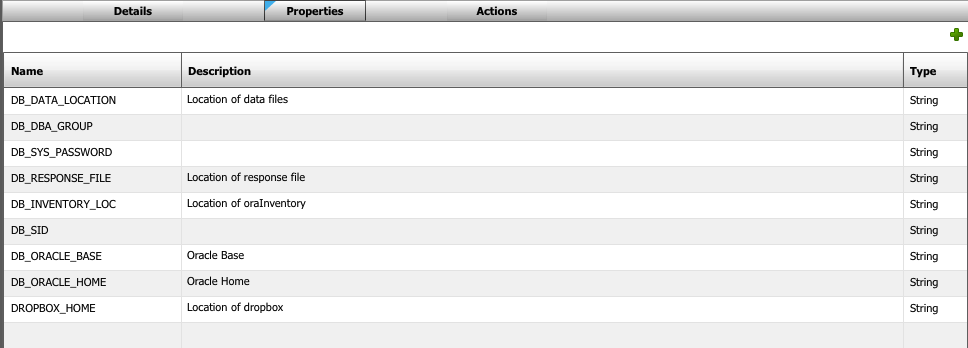 Details Properties Actions
Name Description Type
DB_DATA_LOCATION Location of data files String
DB_DBA_GROUP String
DB_SYS_PASSWORD String
DB_RESPONSE_FILE Location of response file String
DB_INVENTORY_LOC Location of oraInventory String
DB_SID String
DB_ORACLE_BASE Oracle Base String
DB_ORACLE_HOME Oracle Home String
DROPBOX_HOME Location of dropbox String